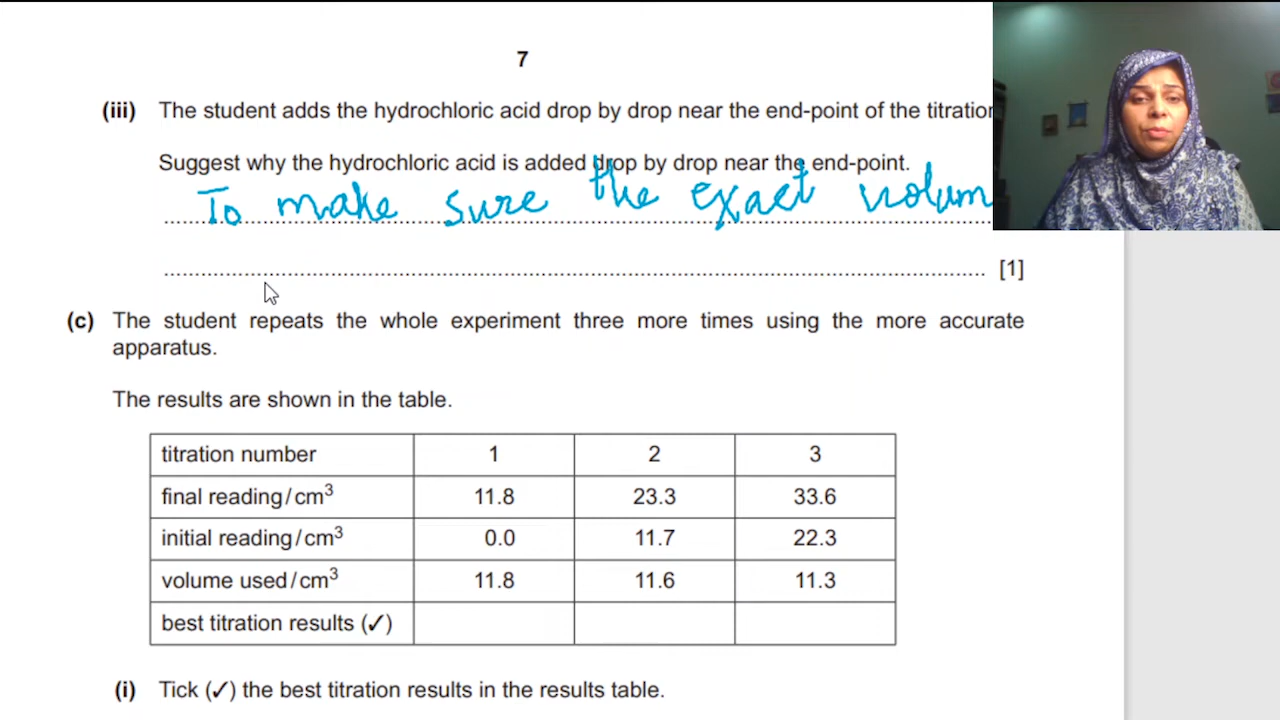 7
(iii) The student adds the hydrochloric acid drop by drop near the end-point of the titration
Suggest why the hydrochloric acid is added drop by drop near the end-point.
To make sure the exact volum
[1]
(c) The student repeats the whole experiment three more times using the more accurate
apparatus.
The results are shown in the table.
titration number 1 2 3
final reading/cm³ 11.8 23.3 33.6
initial reading/cm³ 0.0 11.7 22.3
volume used/cm³ 11.8 11.6 11.3
best titration results (✓)
(i) Tick (✓) the best titration results in the results table.